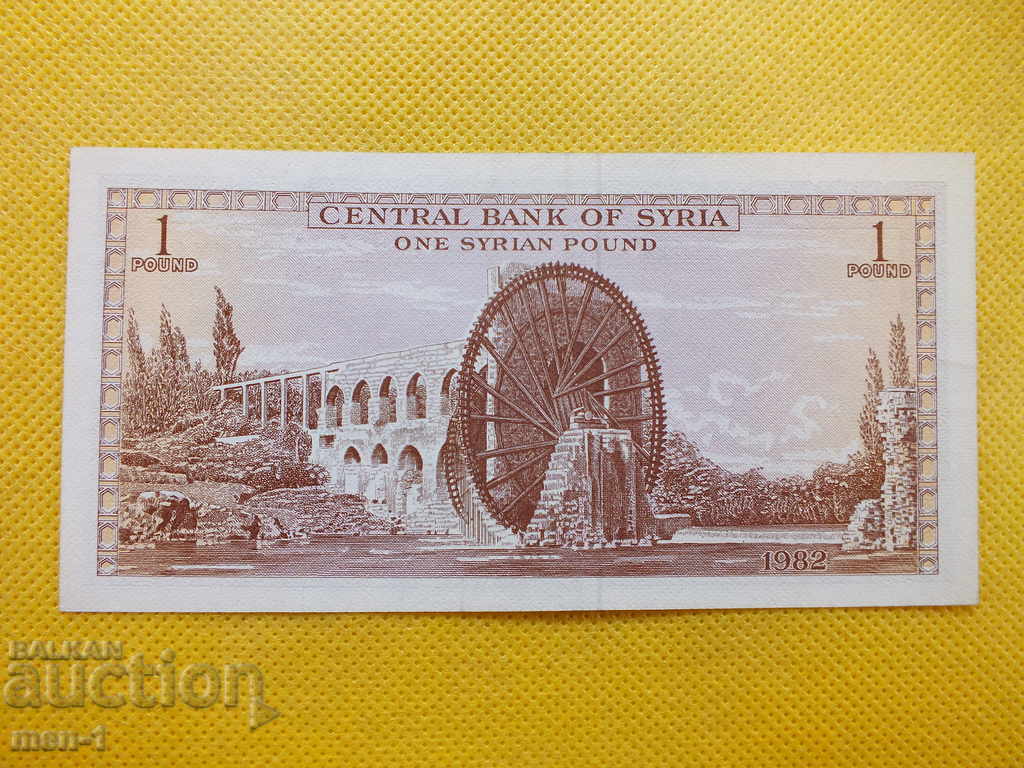 CENTRAL BANK OF SYRIA
ONE SYRIAN POUND
1
POUND
1
POUND
1982
BALKAN
auction
men-1